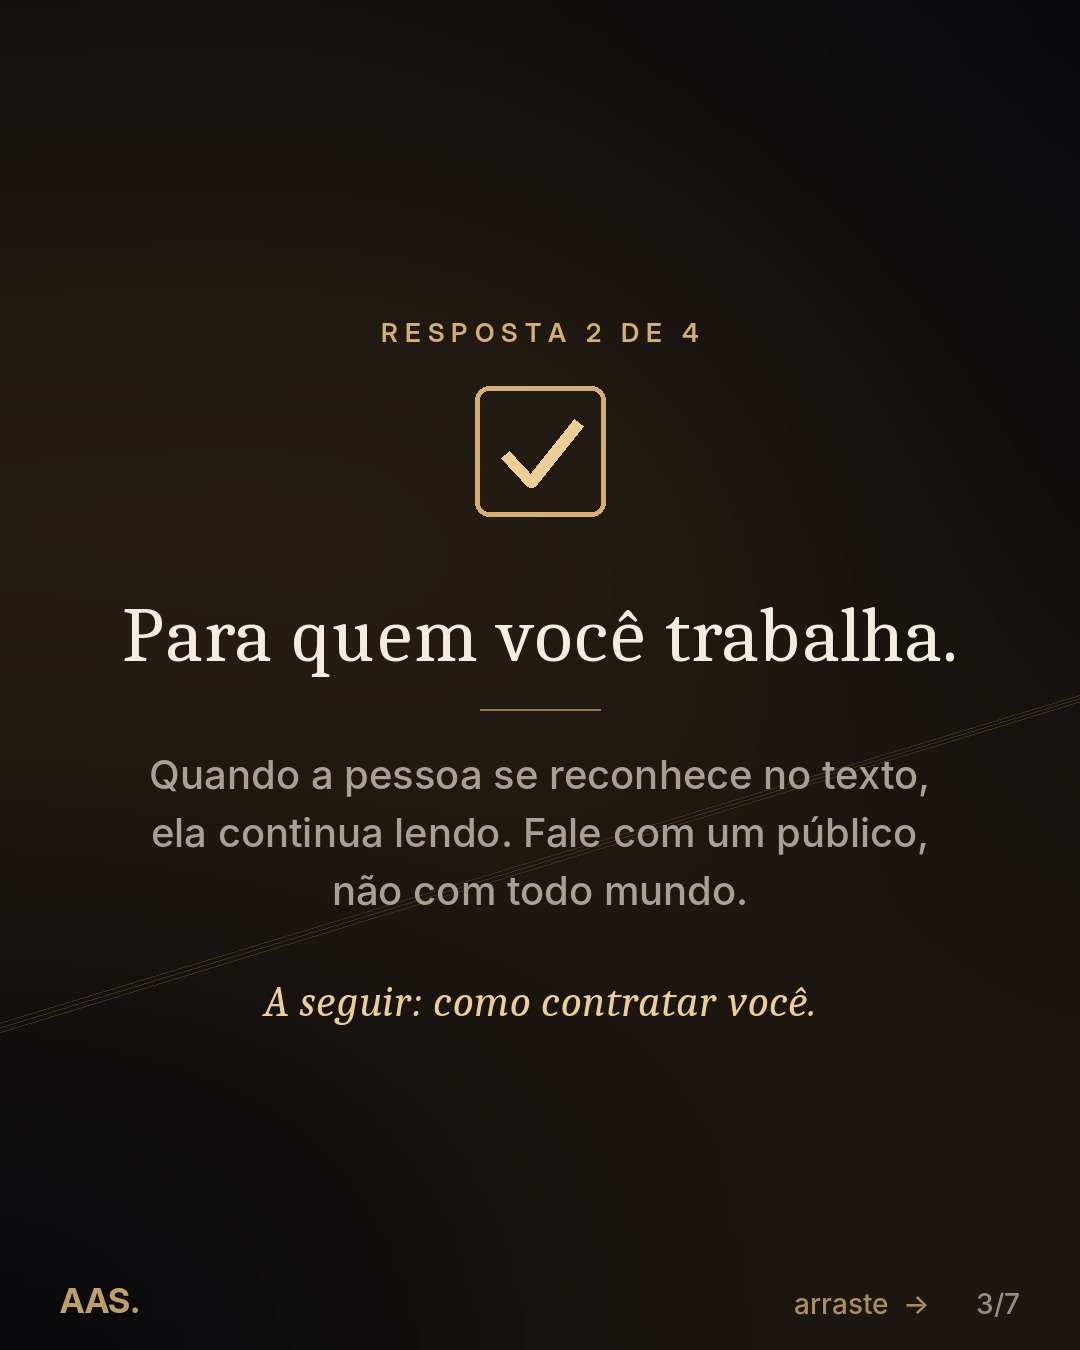 RESPOSTA 2 DE 4
Para quem você trabalha.
Quando a pessoa se reconhece no texto,
ela continua lendo. Fale com um público,
não com todo mundo.
A seguir: como contratar você.
AAS.
arraste → 3/7